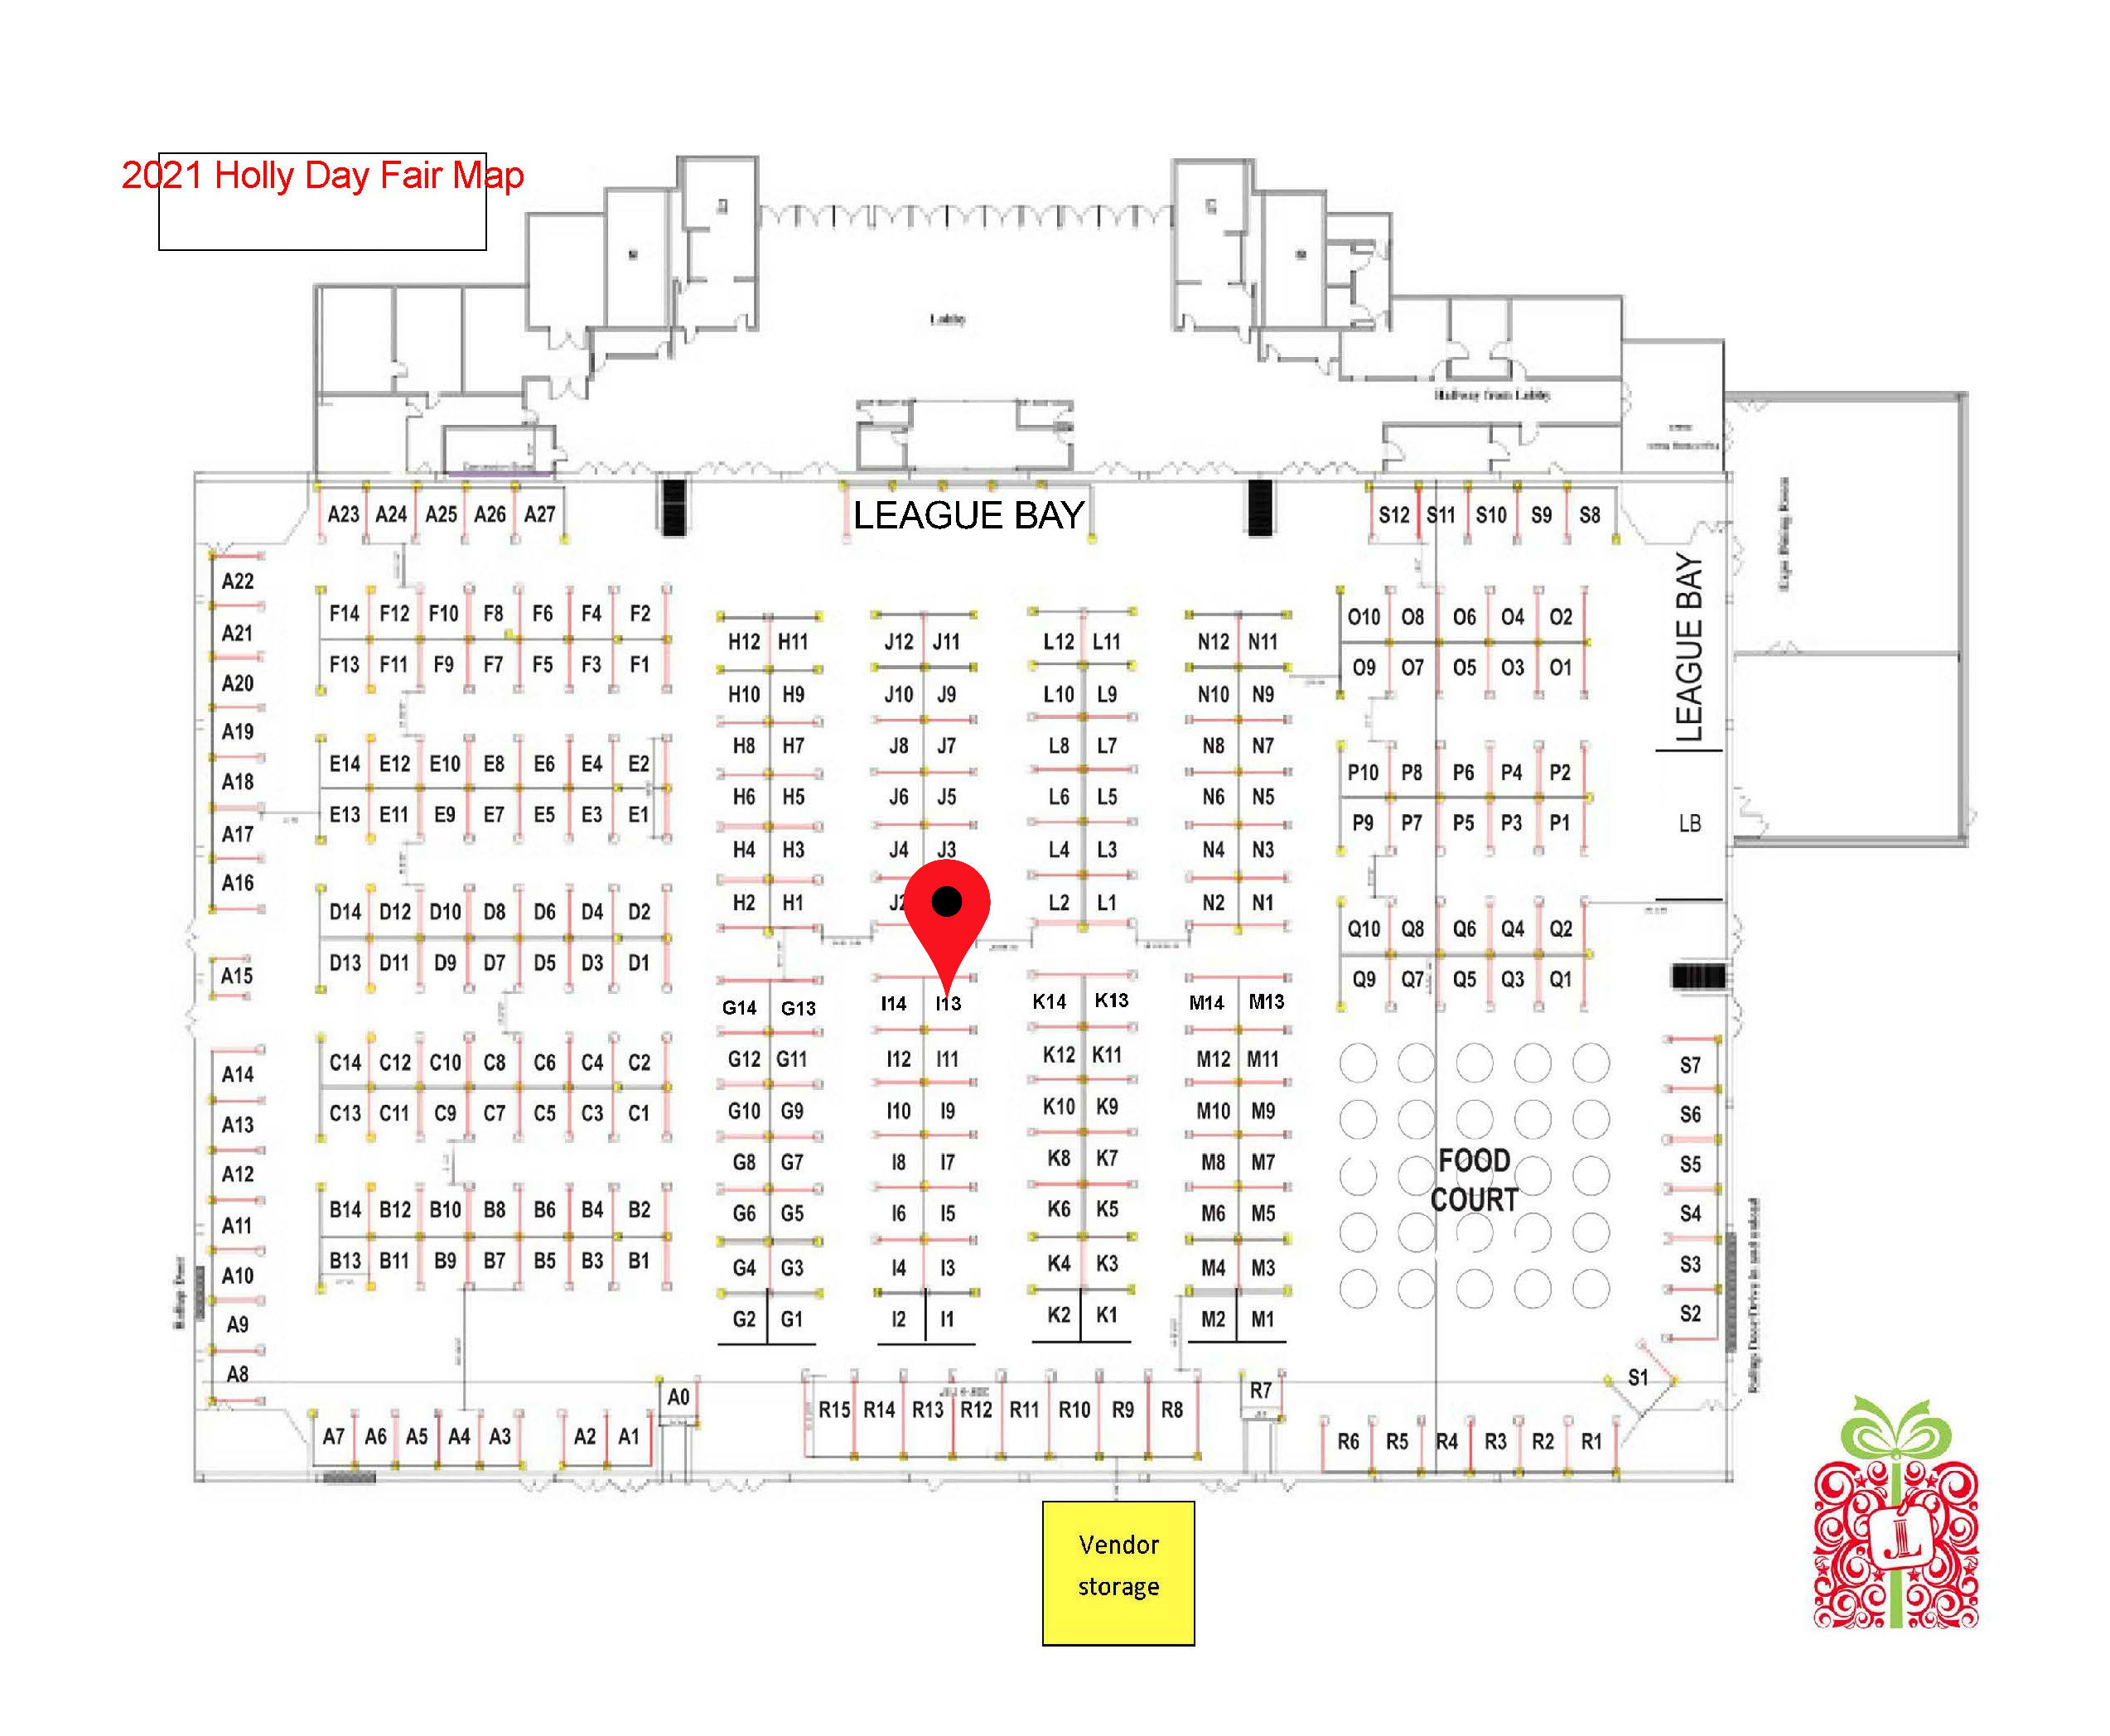 2021 Holly Day Fair Map
Lobby
Hallway from Lobby
LEAGUE BAY
A23 A24 A25 A26 A27
S12 S11 S10 S9 S8
A22
A21
A20
A19
A18
A17
A16
A15
A14
A13
A12
A11
A10
A9
A8
F14 F12 F10 F8 F6 F4 F2
F13 F11 F9 F7 F5 F3 F1
E14 E12 E10 E8 E6 E4 E2
E13 E11 E9 E7 E5 E3 E1
D14 D12 D10 D8 D6 D4 D2
D13 D11 D9 D7 D5 D3 D1
C14 C12 C10 C8 C6 C4 C2
C13 C11 C9 C7 C5 C3 C1
B14 B12 B10 B8 B6 B4 B2
B13 B11 B9 B7 B5 B3 B1
H12 H11 J12 J11 L12 L11 N12 N11
H10 H9 J10 J9 L10 L9 N10 N9
H8 H7 J8 J7 L8 L7 N8 N7
H6 H5 J6 J5 L6 L5 N6 N5
H4 H3 J4 J3 L4 L3 N4 N3
H2 H1 J2 L2 L1 N2 N1
G14 G13 I14 I13 K14 K13 M14 M13
G12 G11 I12 I11 K12 K11 M12 M11
G10 G9 I10 I9 K10 K9 M10 M9
G8 G7 I8 I7 K8 K7 M8 M7
G6 G5 I6 I5 K6 K5 M6 M5
G4 G3 I4 I3 K4 K3 M4 M3
G2 G1 I2 I1 K2 K1 M2 M1
O10 O8 O6 O4 O2
O9 O7 O5 O3 O1
P10 P8 P6 P4 P2
P9 P7 P5 P3 P1
Q10 Q8 Q6 Q4 Q2
Q9 Q7 Q5 Q3 Q1
LEAGUE BAY
LB
FOOD
COURT
S7
S6
S5
S4
S3
S2
S1
A7 A6 A5 A4 A3 A2 A1
A0
R15 R14 R13 R12 R11 R10 R9 R8
R7
R6 R5 R4 R3 R2 R1
Vendor
storage
JL